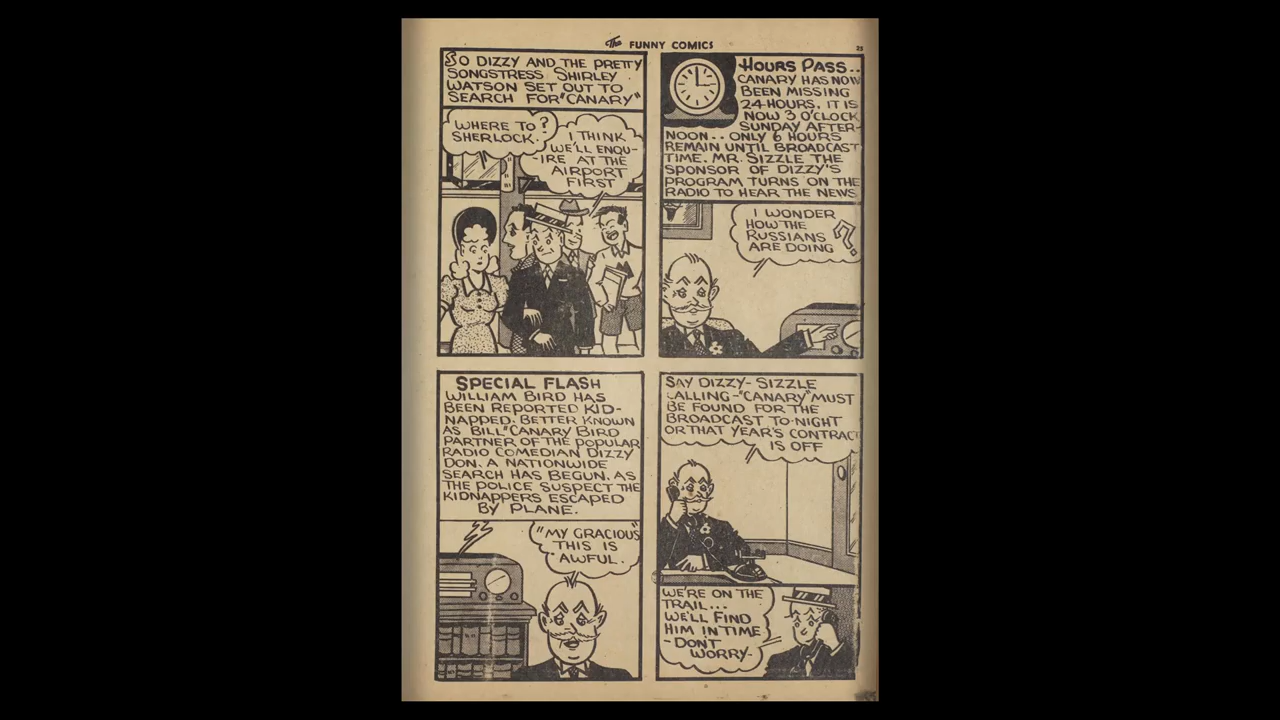 The FUNNY COMICS
23
SO DIZZY AND THE PRETTY
SONGSTRESS SHIRLEY
WATSON SET OUT TO
SEARCH FOR "CANARY"
WHERE TO?
SHERLOCK.
I THINK
WE'LL ENQU-
IRE AT THE
AIRPORT
FIRST
HOURS PASS..
CANARY HAS NOW
BEEN MISSING
24-HOURS. IT IS
NOW 3 O'CLOCK
SUNDAY AFTER-
NOON.. ONLY 6 HOURS
REMAIN UNTIL BROADCAST
TIME. MR. SIZZLE THE
SPONSOR OF DIZZY'S
PROGRAM TURNS ON THE
RADIO TO HEAR THE NEWS
I WONDER
HOW THE
RUSSIANS
ARE DOING?
SPECIAL FLASH
WILLIAM BIRD HAS
BEEN REPORTED KID-
NAPPED. BETTER KNOWN
AS BILL "CANARY BIRD
PARTNER OF THE POPULAR
RADIO COMEDIAN DIZZY
DON. A NATIONWIDE
SEARCH HAS BEGUN. AS
THE POLICE SUSPECT THE
KIDNAPPERS ESCAPED
BY PLANE.
"MY GRACIOUS"
THIS IS
AWFUL.
SAY DIZZY- SIZZLE
CALLING-"CANARY" MUST
BE FOUND FOR THE
BROADCAST TO-NIGHT
OR THAT YEAR'S CONTRAC
IS OFF
WE'RE ON THE
TRAIL...
WE'LL FIND
HIM IN TIME
-DON'T
WORRY-